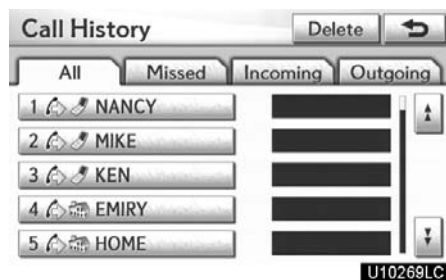 Call History Delete
All Missed Incoming Outgoing
1 NANCY
2 MIKE
3 KEN
4 EMIRY
5 HOME
U10269LC